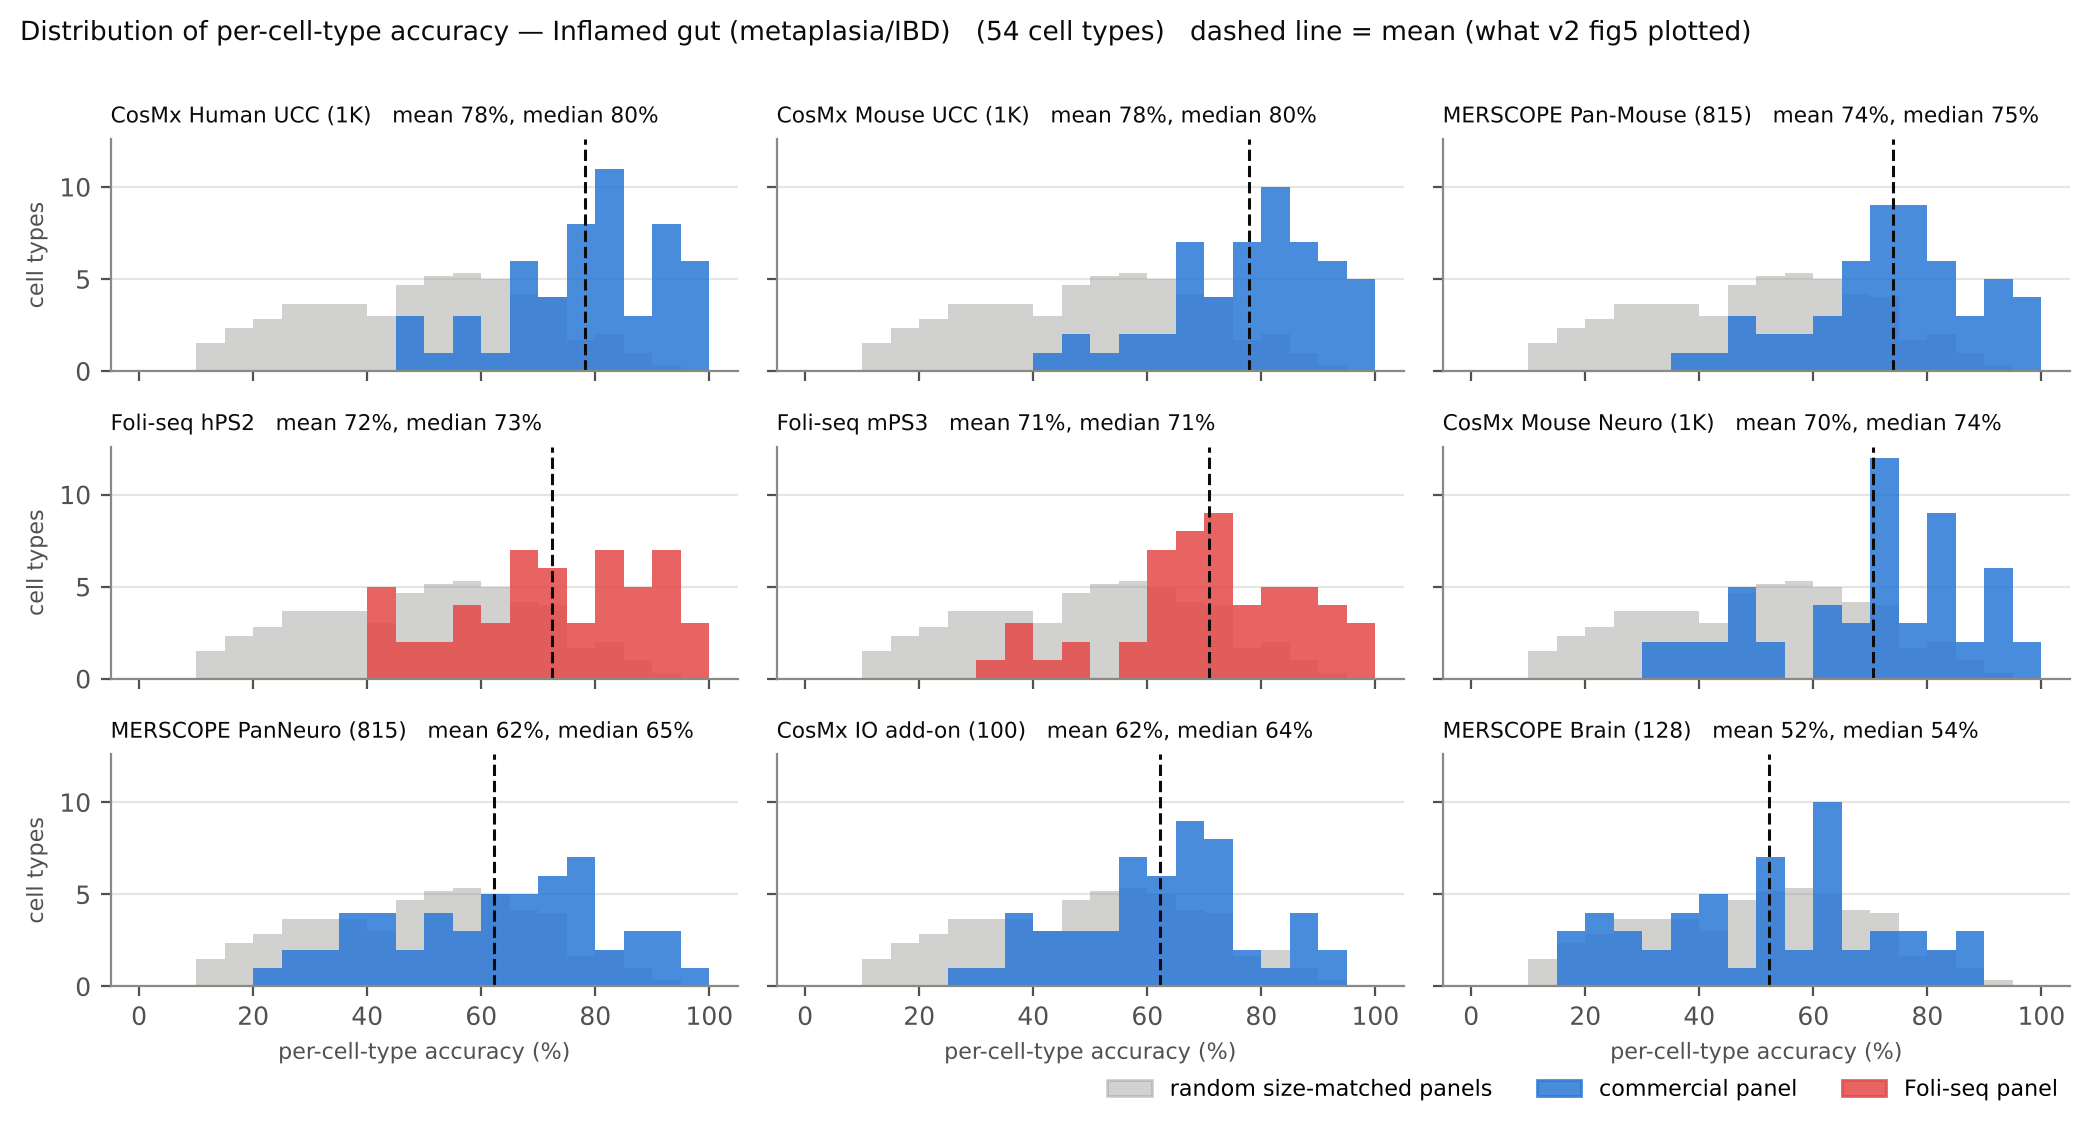 Distribution of per-cell-type accuracy — Inflamed gut (metaplasia/IBD)   (54 cell types)   dashed line = mean (what v2 fig5 plotted)
CosMx Human UCC (1K)   mean 78%, median 80%
CosMx Mouse UCC (1K)   mean 78%, median 80%
MERSCOPE Pan-Mouse (815)   mean 74%, median 75%
10
5
0
cell types
Foli-seq hPS2   mean 72%, median 73%
Foli-seq mPS3   mean 71%, median 71%
CosMx Mouse Neuro (1K)   mean 70%, median 74%
10
5
0
cell types
MERSCOPE PanNeuro (815)   mean 62%, median 65%
CosMx IO add-on (100)   mean 62%, median 64%
MERSCOPE Brain (128)   mean 52%, median 54%
10
5
0
cell types
0 20 40 60 80 100
0 20 40 60 80 100
0 20 40 60 80 100
per-cell-type accuracy (%)
per-cell-type accuracy (%)
per-cell-type accuracy (%)
random size-matched panels
commercial panel
Foli-seq panel